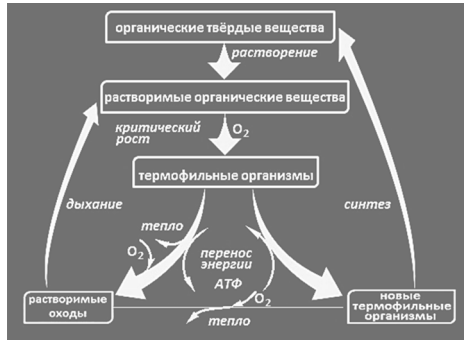 органические твёрдые вещества
растворение
растворимые органические вещества
критический
рост
O₂
термофильные организмы
дыхание
синтез
тепло
O₂
перенос
энергии
АТФ
O₂
растворимые
оходы
новые
термофильные
организмы
тепло